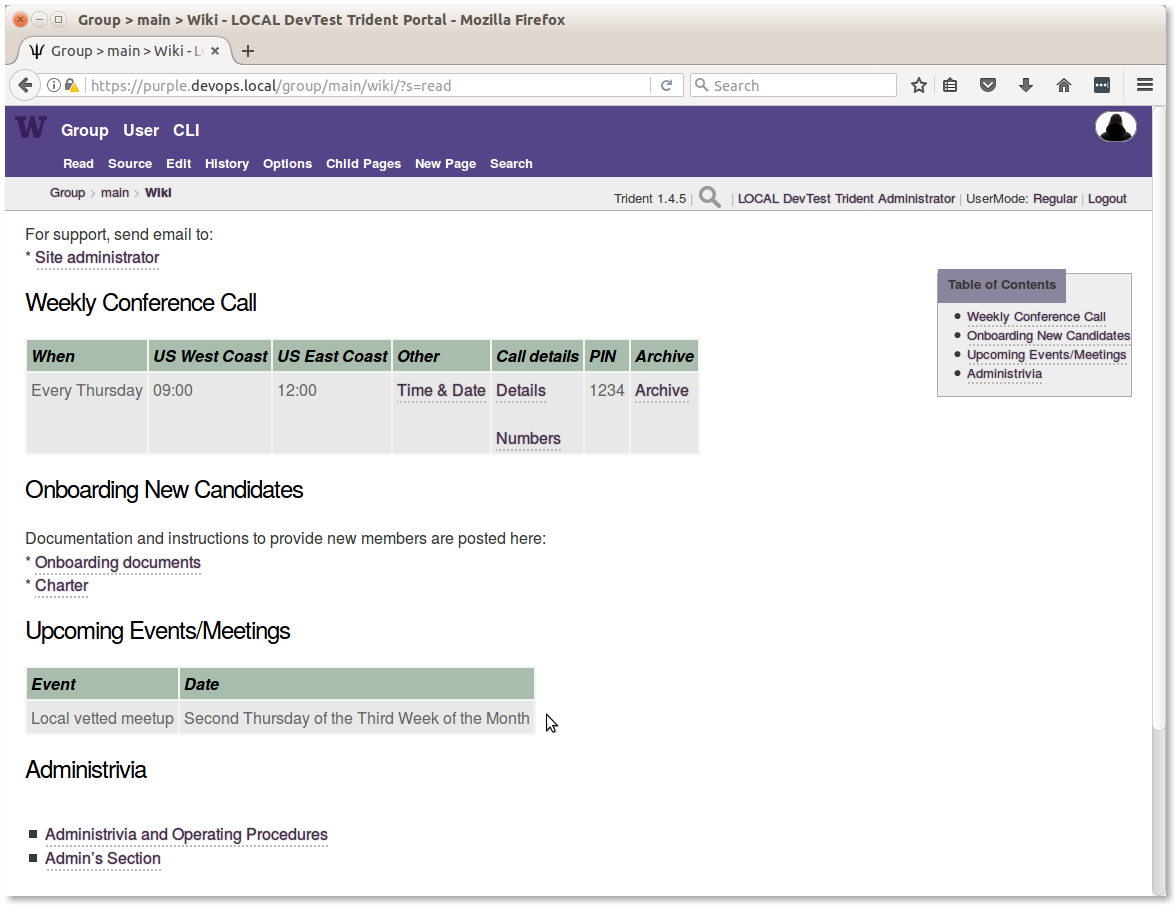 Group > main > Wiki - LOCAL DevTest Trident Portal - Mozilla Firefox
Group > main > Wiki - L
https://purple.devops.local/group/main/wiki/?s=read
Search
W
Group User CLI
Read Source Edit History Options Child Pages New Page Search
Group > main > Wiki
Trident 1.4.5 | | LOCAL DevTest Trident Administrator | UserMode: Regular | Logout
For support, send email to:
* Site administrator
Table of Contents
Weekly Conference Call
Onboarding New Candidates
Upcoming Events/Meetings
Administrivia
Weekly Conference Call
When US West Coast US East Coast Other Call details PIN Archive
Every Thursday 09:00 12:00 Time & Date Details 1234 Archive
Numbers
Onboarding New Candidates
Documentation and instructions to provide new members are posted here:
* Onboarding documents
* Charter
Upcoming Events/Meetings
Event Date
Local vetted meetup Second Thursday of the Third Week of the Month
Administrivia
Administrivia and Operating Procedures
Admin's Section